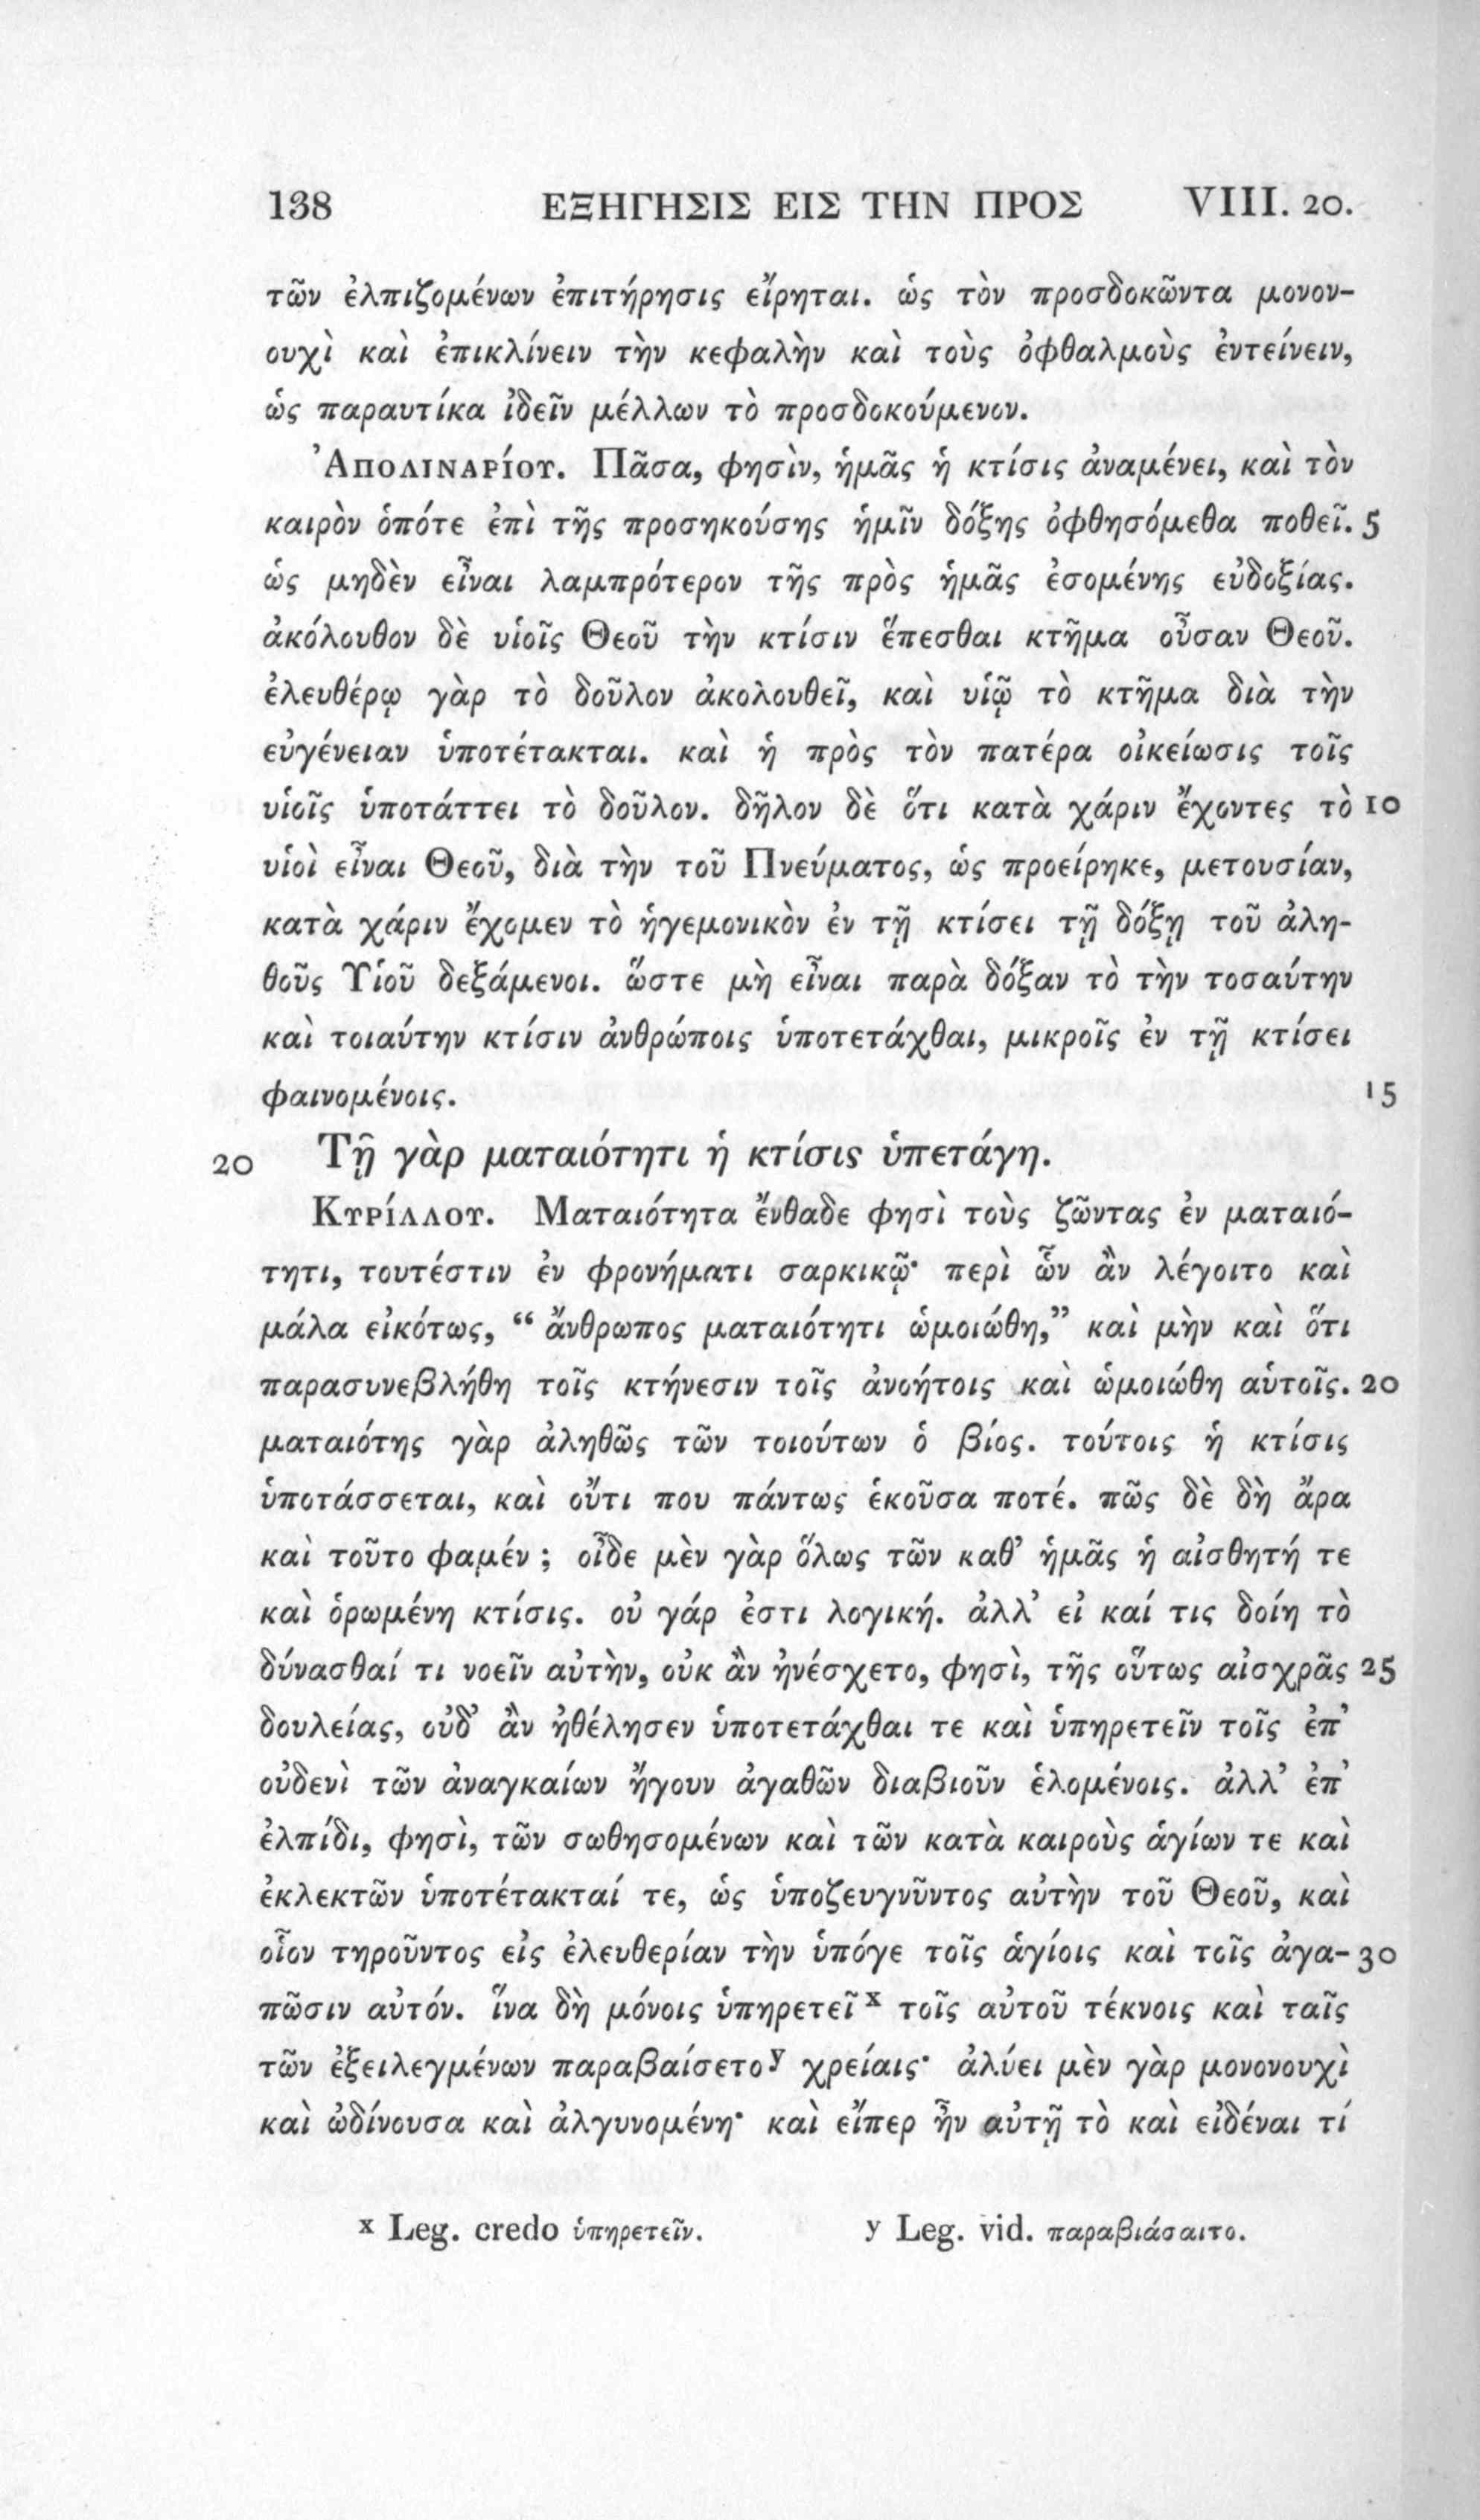 138 ΕΞΗΓΗΣΙΣ ΕΙΣ ΤΗΝ ΠΡΟΣ VIII. 20.
τῶν ἐλπιζομένων ἐπιτήρησις εἴρηται. ὡς τὸν προσδοκῶντα μονον-
ουχὶ καὶ ἐπικλίνειν τὴν κεφαλὴν καὶ τοὺς ὀφθαλμοὺς ἐντείνειν,
ὡς παραυτίκα ἰδεῖν μέλλων τὸ προσδοκούμενον.
Ἀπολιναρίου. Πᾶσα, φησὶν, ἡμᾶς ἡ κτίσις ἀναμένει, καὶ τὸν
καιρὸν ὁπότε ἐπὶ τῆς προσηκούσης ἡμῖν δόξης ὀφθησόμεθα ποθεῖ. 5
ὡς μηδὲν εἶναι λαμπρότερον τῆς πρὸς ἡμᾶς ἐσομένης εὐδοξίας.
ἀκόλουθον δὲ υἱοῖς Θεοῦ τὴν κτίσιν ἕπεσθαι κτῆμα οὖσαν Θεοῦ.
ἐλευθέρῳ γὰρ τὸ δοῦλον ἀκολουθεῖ, καὶ υἱῷ τὸ κτῆμα διὰ τὴν
εὐγένειαν ὑποτέτακται. καὶ ἡ πρὸς τὸν πατέρα οἰκείωσις τοῖς
υἱοῖς ὑποτάττει τὸ δοῦλον. δῆλον δὲ ὅτι κατὰ χάριν ἔχοντες τὸ 10
υἱοὶ εἶναι Θεοῦ, διὰ τὴν τοῦ Πνεύματος, ὡς προείρηκε, μετουσίαν,
κατὰ χάριν ἔχομεν τὸ ἡγεμονικὸν ἐν τῇ κτίσει τῇ δόξῃ τοῦ ἀλη-
θοῦς Υἱοῦ δεξάμενοι. ὥστε μὴ εἶναι παρὰ δόξαν τὸ τὴν τοσαύτην
καὶ τοιαύτην κτίσιν ἀνθρώποις ὑποτετάχθαι, μικροῖς ἐν τῇ κτίσει
φαινομένοις. 15
20 Τῇ γὰρ ματαιότητι ἡ κτίσις ὑπετάγη.
Κυρίλλου. Ματαιότητα ἔνθαδε φησὶ τοὺς ζῶντας ἐν ματαιό-
τητι, τουτέστιν ἐν φρονήματι σαρκικῷ· περὶ ὧν ἂν λέγοιτο καὶ
μάλα εἰκότως, “ ἄνθρωπος ματαιότητι ὡμοιώθη,” καὶ μὴν καὶ ὅτι
παρασυνεβλήθη τοῖς κτήνεσιν τοῖς ἀνοήτοις καὶ ὡμοιώθη αὐτοῖς. 20
ματαιότης γὰρ ἀληθῶς τῶν τοιούτων ὁ βίος. τούτοις ἡ κτίσις
ὑποτάσσεται, καὶ οὔτι που πάντως ἑκοῦσα ποτέ. πῶς δὲ δὴ ἄρα
καὶ τοῦτο φαμέν ; οἶδε μὲν γὰρ ὅλως τῶν καθ’ ἡμᾶς ἡ αἰσθητή τε
καὶ ὁρωμένη κτίσις. οὐ γάρ ἐστι λογική. ἀλλ’ εἰ καί τις δοίη τὸ
δύνασθαί τι νοεῖν αὐτὴν, οὐκ ἂν ἠνέσχετο, φησὶ, τῆς οὕτως αἰσχρᾶς 25
δουλείας, οὐδ’ ἂν ἠθέλησεν ὑποτετάχθαι τε καὶ ὑπηρετεῖν τοῖς ἐπ’
οὐδενὶ τῶν ἀναγκαίων ἤγουν ἀγαθῶν διαβιοῦν ἑλομένοις. ἀλλ’ ἐπ’
ἐλπίδι, φησὶ, τῶν σωθησομένων καὶ τῶν κατὰ καιροὺς ἁγίων τε καὶ
ἐκλεκτῶν ὑποτέτακταί τε, ὡς ὑποζευγνῦντος αὐτὴν τοῦ Θεοῦ, καὶ
οἷον τηροῦντος εἰς ἐλευθερίαν τὴν ὑπόγε τοῖς ἁγίοις καὶ τοῖς ἀγα- 30
πῶσιν αὐτόν. ἵνα δὴ μόνοις ὑπηρετεῖ x τοῖς αὐτοῦ τέκνοις καὶ ταῖς
τῶν ἐξειλεγμένων παραβαίσετο y χρείαις· ἀλύει μὲν γὰρ μονονουχὶ
καὶ ὠδίνουσα καὶ ἀλγυνομένη· καὶ εἴπερ ἦν αὐτῇ τὸ καὶ εἰδέναι τί
x Leg. credo ὑπηρετεῖν. y Leg. vid. παραβιάσαιτο.